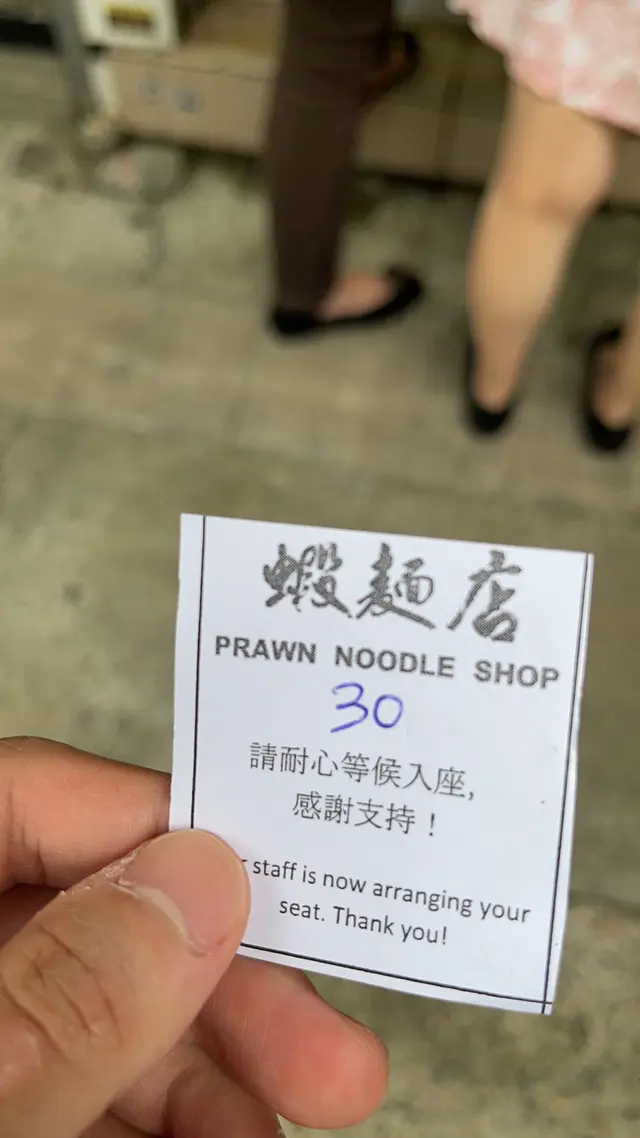 蝦麵店
PRAWN NOODLE SHOP
30
請耐心等候入座,
感謝支持！
staff is now arranging your
seat. Thank you!